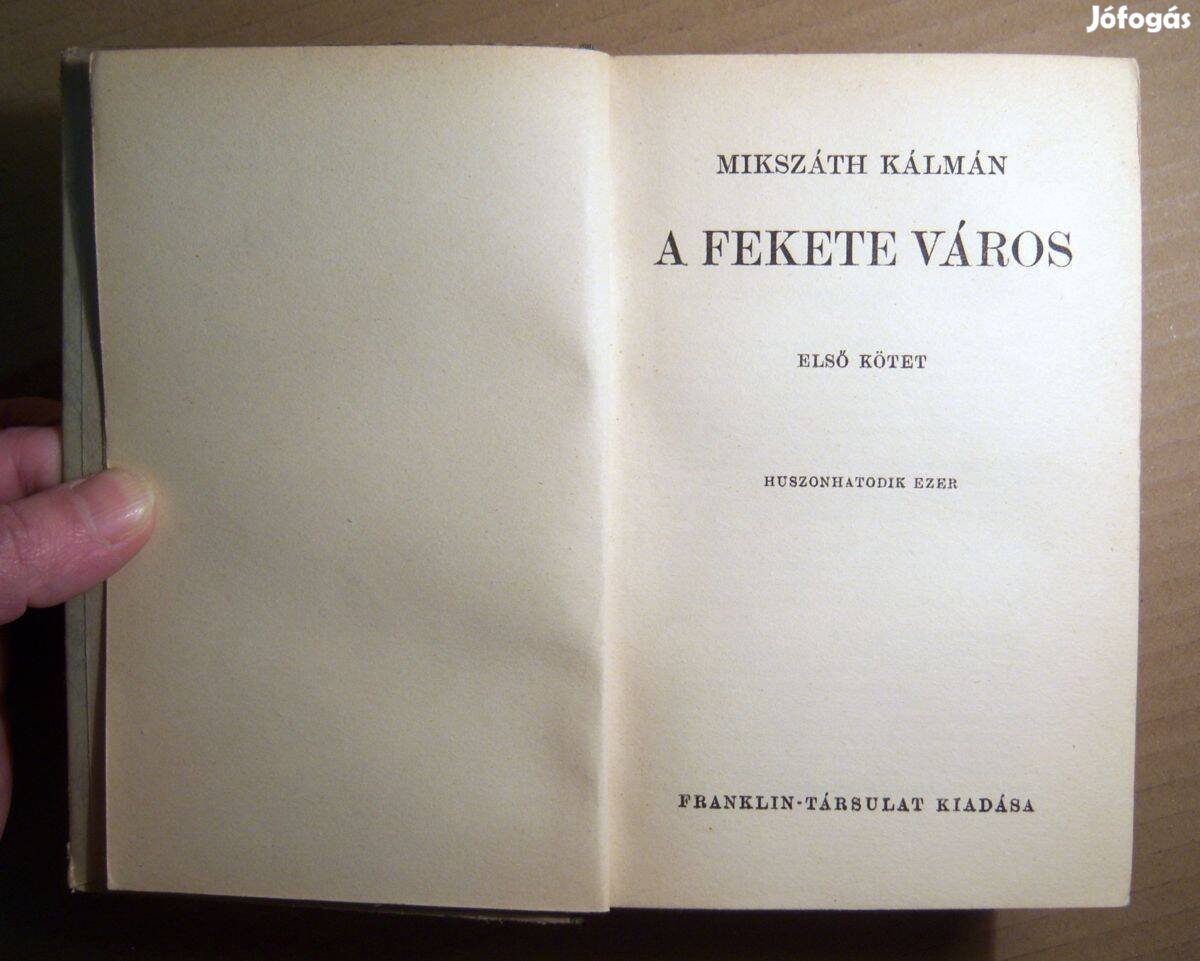 Jófogás
MIKSZÁTH KÁLMÁN
A FEKETE VÁROS
ELSŐ KÖTET
HUSZONHATODIK EZER
FRANKLIN-TÁRSULAT KIADÁSA